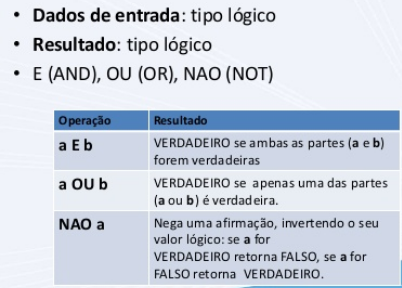 • Dados de entrada: tipo lógico
• Resultado: tipo lógico
• E (AND), OU (OR), NAO (NOT)
Operação Resultado
a E b VERDADEIRO se ambas as partes (a e b)
forem verdadeiras
a OU b VERDADEIRO se apenas uma das partes
(a ou b) é verdadeira.
NAO a Nega uma afirmação, invertendo o seu
valor lógico: se a for
VERDADEIRO retorna FALSO, se a for
FALSO retorna VERDADEIRO.